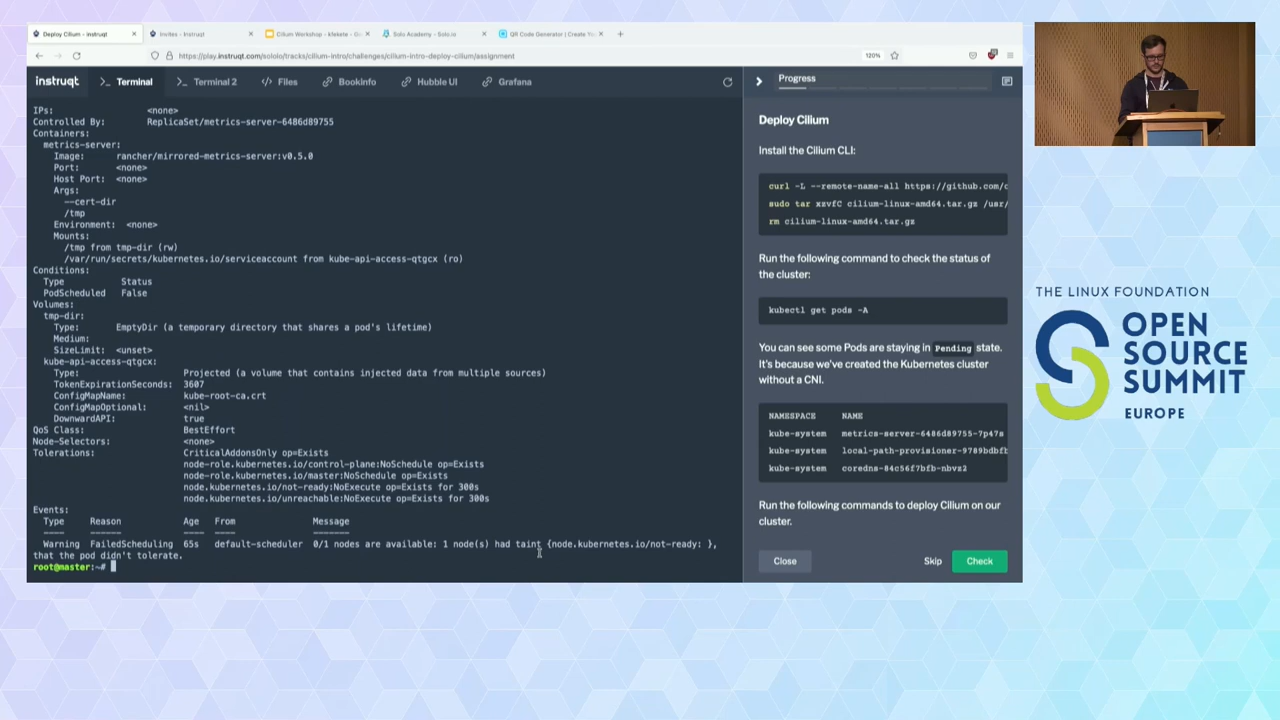 Deploy Cilium - Instruqt
Invites - Instruqt
Cilium Workshop - kfekete - Go
Solo Academy - Solo.io
QR Code Generator | Create Yo
https://play.instruqt.com/soloio/tracks/cilium-intro/challenges/cilium-intro-deploy-cilium/assignment
120%
instruqt
>_ Terminal
>_ Terminal 2
</> Files
Bookinfo
Hubble UI
Grafana
IPs: <none>
Controlled By: ReplicaSet/metrics-server-6486d89755
Containers:
metrics-server:
Image: rancher/mirrored-metrics-server:v0.5.0
Port: <none>
Host Port: <none>
Args:
--cert-dir
/tmp
Environment: <none>
Mounts:
/tmp from tmp-dir (rw)
/var/run/secrets/kubernetes.io/serviceaccount from kube-api-access-qtgcx (ro)
Conditions:
Type Status
PodScheduled False
Volumes:
tmp-dir:
Type: EmptyDir (a temporary directory that shares a pod's lifetime)
Medium:
SizeLimit: <unset>
kube-api-access-qtgcx:
Type: Projected (a volume that contains injected data from multiple sources)
TokenExpirationSeconds: 3607
ConfigMapName: kube-root-ca.crt
ConfigMapOptional: <nil>
DownwardAPI: true
QoS Class: BestEffort
Node-Selectors: <none>
Tolerations: CriticalAddonsOnly op=Exists
node-role.kubernetes.io/control-plane:NoSchedule op=Exists
node-role.kubernetes.io/master:NoSchedule op=Exists
node.kubernetes.io/not-ready:NoExecute op=Exists for 300s
node.kubernetes.io/unreachable:NoExecute op=Exists for 300s
Events:
Type Reason Age From Message
---- ------ ---- ---- -------
Warning FailedScheduling 65s default-scheduler 0/1 nodes are available: 1 node(s) had taint {node.kubernetes.io/not-ready: },
that the pod didn't tolerate.
root@master:~#
Progress
Deploy Cilium
Install the Cilium CLI:
curl -L --remote-name-all https://github.com/c
sudo tar xzvfC cilium-linux-amd64.tar.gz /usr/
rm cilium-linux-amd64.tar.gz
Run the following command to check the status of
the cluster:
kubectl get pods -A
You can see some Pods are staying in Pending state.
It's because we've created the Kubernetes cluster
without a CNI.
NAMESPACE NAME
kube-system metrics-server-6486d89755-7p47s
kube-system local-path-provisioner-9789bdbfb
kube-system coredns-84c56f7bfb-nbvz2
Run the following commands to deploy Cilium on our
cluster.
Close
Skip
Check
THE LINUX FOUNDATION
OPEN
SOURCE
SUMMIT
EUROPE